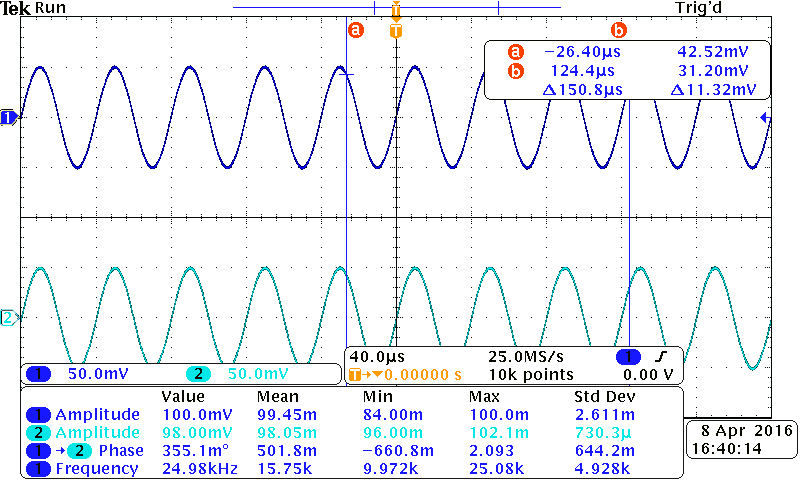 Tek Run Trig'd
a b
T
a −26.40µs 42.52mV
b 124.4µs 31.20mV
Δ150.8µs Δ11.32mV
1
2
1 50.0mV 2 50.0mV
40.0µs 25.0MS/s 1
T→▼0.00000 s 10k points 0.00 V
Value Mean Min Max Std Dev
1 Amplitude 100.0mV 99.45m 84.00m 100.0m 2.611m
2 Amplitude 98.00mV 98.05m 96.00m 102.1m 730.3µ
1 → 2 Phase 355.1m° 501.8m −660.8m 2.093 644.2m
1 Frequency 24.98kHz 15.75k 9.972k 25.08k 4.928k
8 Apr 2016
16:40:14